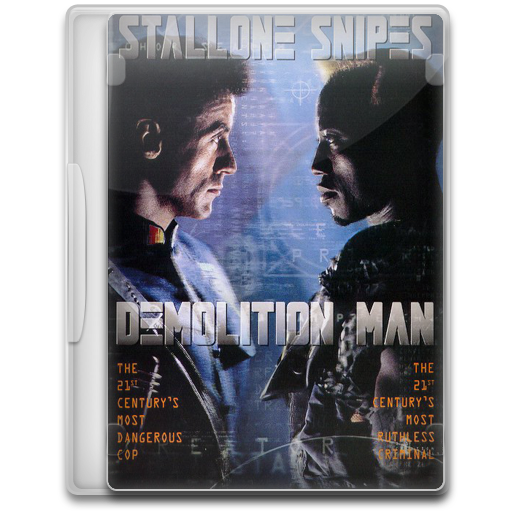 STALLONE SNIPES
DEMOLITION MAN
THE
21ST
CENTURY'S
MOST
DANGEROUS
COP
THE
21ST
CENTURY'S
MOST
RUTHLESS
CRIMINAL